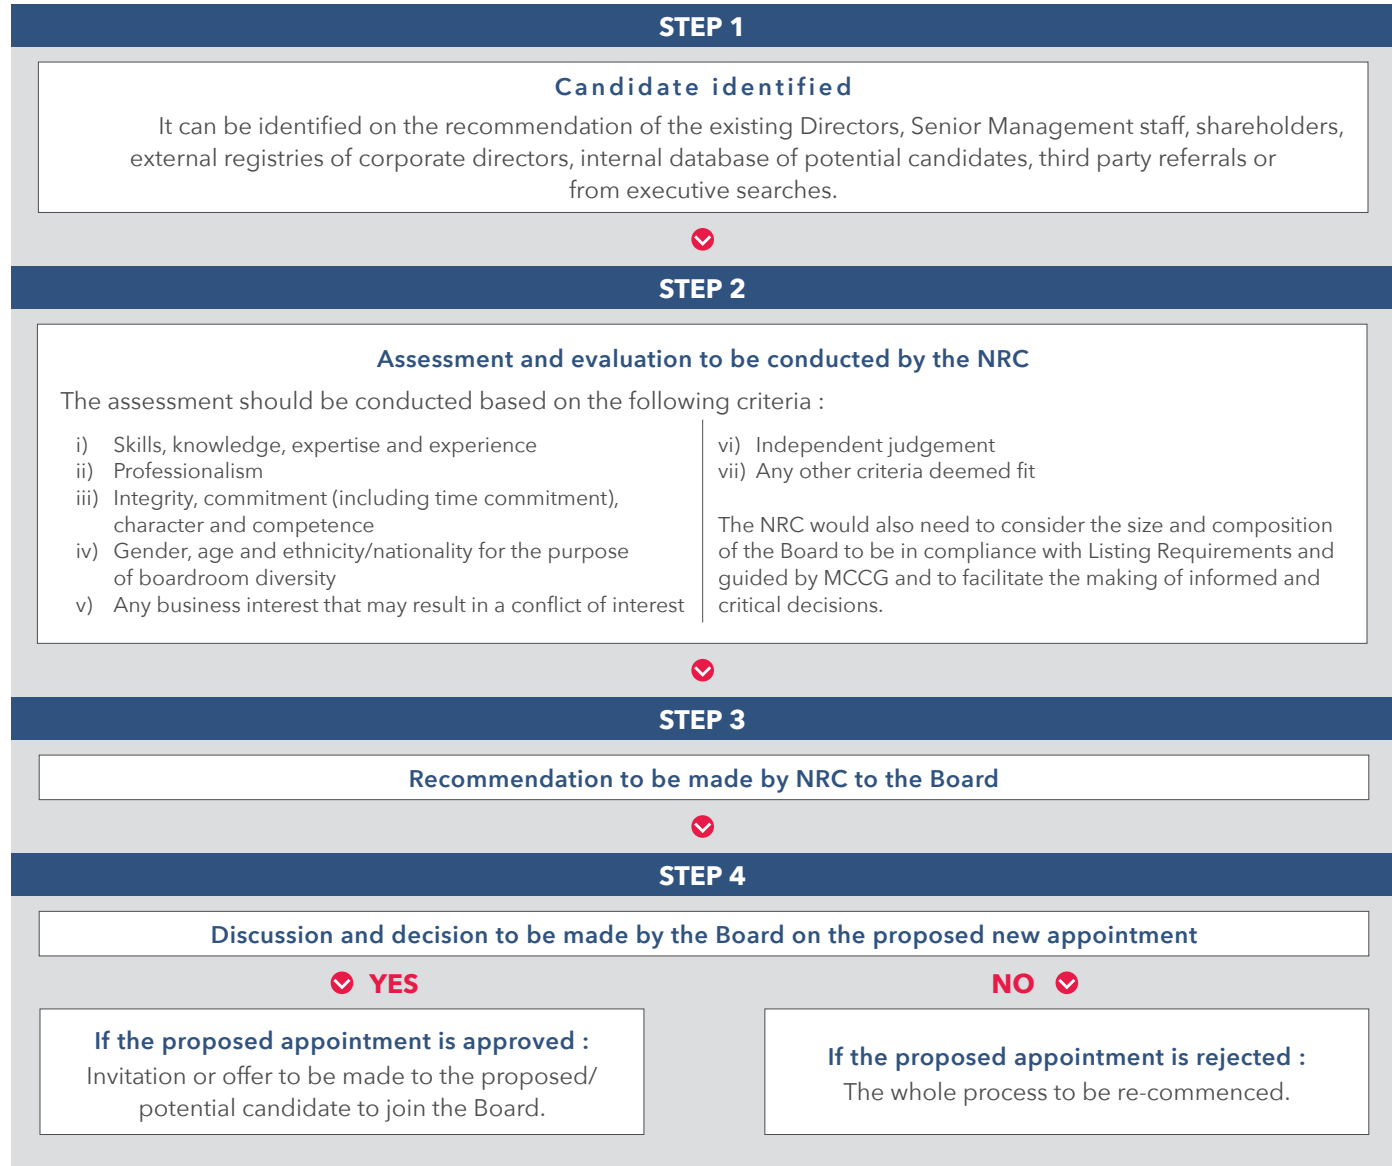 STEP 1
Candidate identified
It can be identified on the recommendation of the existing Directors, Senior Management staff, shareholders,
external registries of corporate directors, internal database of potential candidates, third party referrals or
from executive searches.
STEP 2
Assessment and evaluation to be conducted by the NRC
The assessment should be conducted based on the following criteria :
i) Skills, knowledge, expertise and experience
ii) Professionalism
iii) Integrity, commitment (including time commitment),
character and competence
iv) Gender, age and ethnicity/nationality for the purpose
of boardroom diversity
v) Any business interest that may result in a conflict of interest
vi) Independent judgement
vii) Any other criteria deemed fit
The NRC would also need to consider the size and composition
of the Board to be in compliance with Listing Requirements and
guided by MCCG and to facilitate the making of informed and
critical decisions.
STEP 3
Recommendation to be made by NRC to the Board
STEP 4
Discussion and decision to be made by the Board on the proposed new appointment
YES
If the proposed appointment is approved :
Invitation or offer to be made to the proposed/
potential candidate to join the Board.
NO
If the proposed appointment is rejected :
The whole process to be re-commenced.